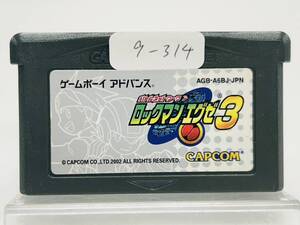 ウ-314
ゲームボーイ アドバンス
AGB-A6BJ-JPN
ロックマン エグゼ3
© CAPCOM CO.,LTD.2002 ALL RIGHTS RESERVED.
CAPCOM